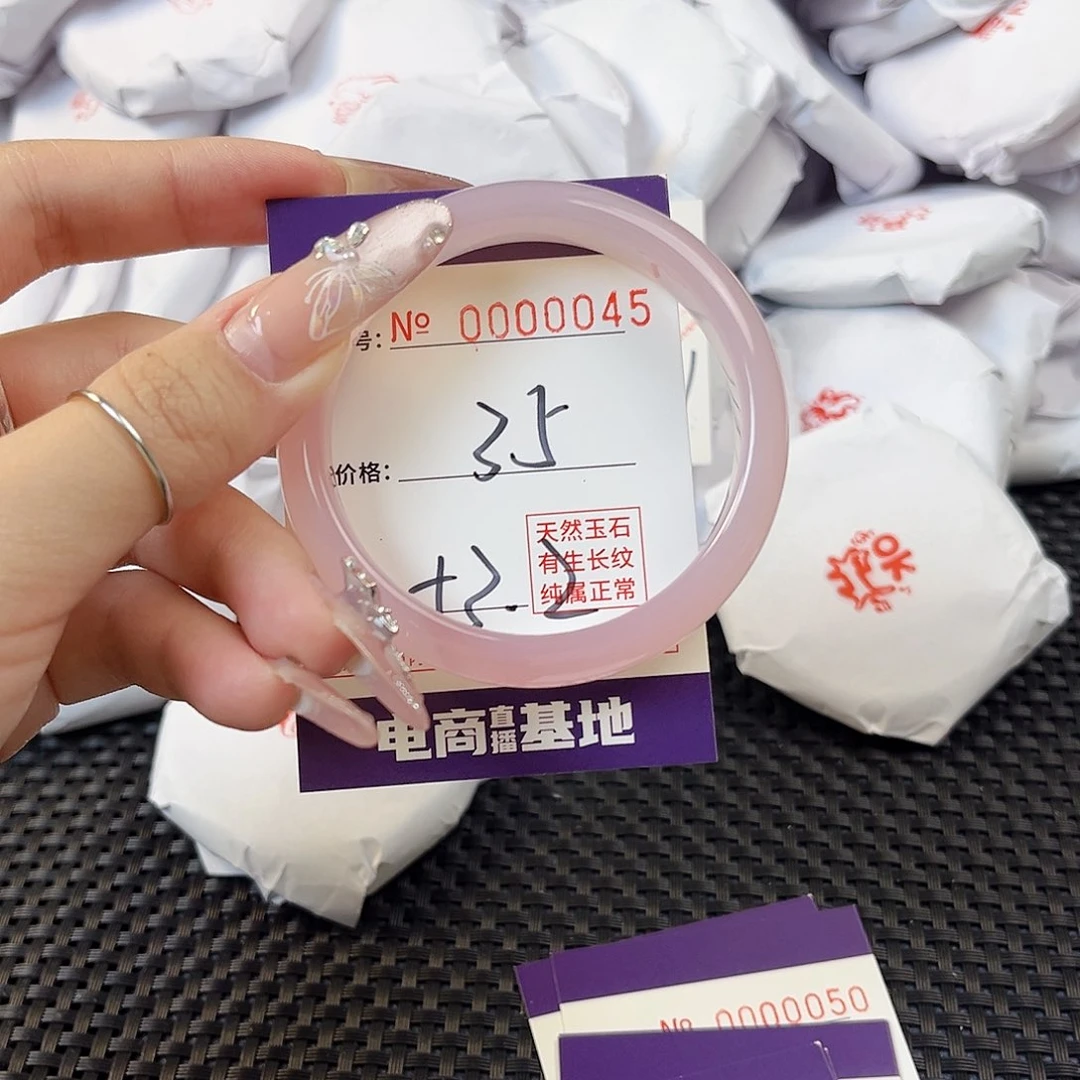 号: № 0000045
价格: 35
天然玉石
有生长纹
纯属正常
电商直播基地
№ 0000050